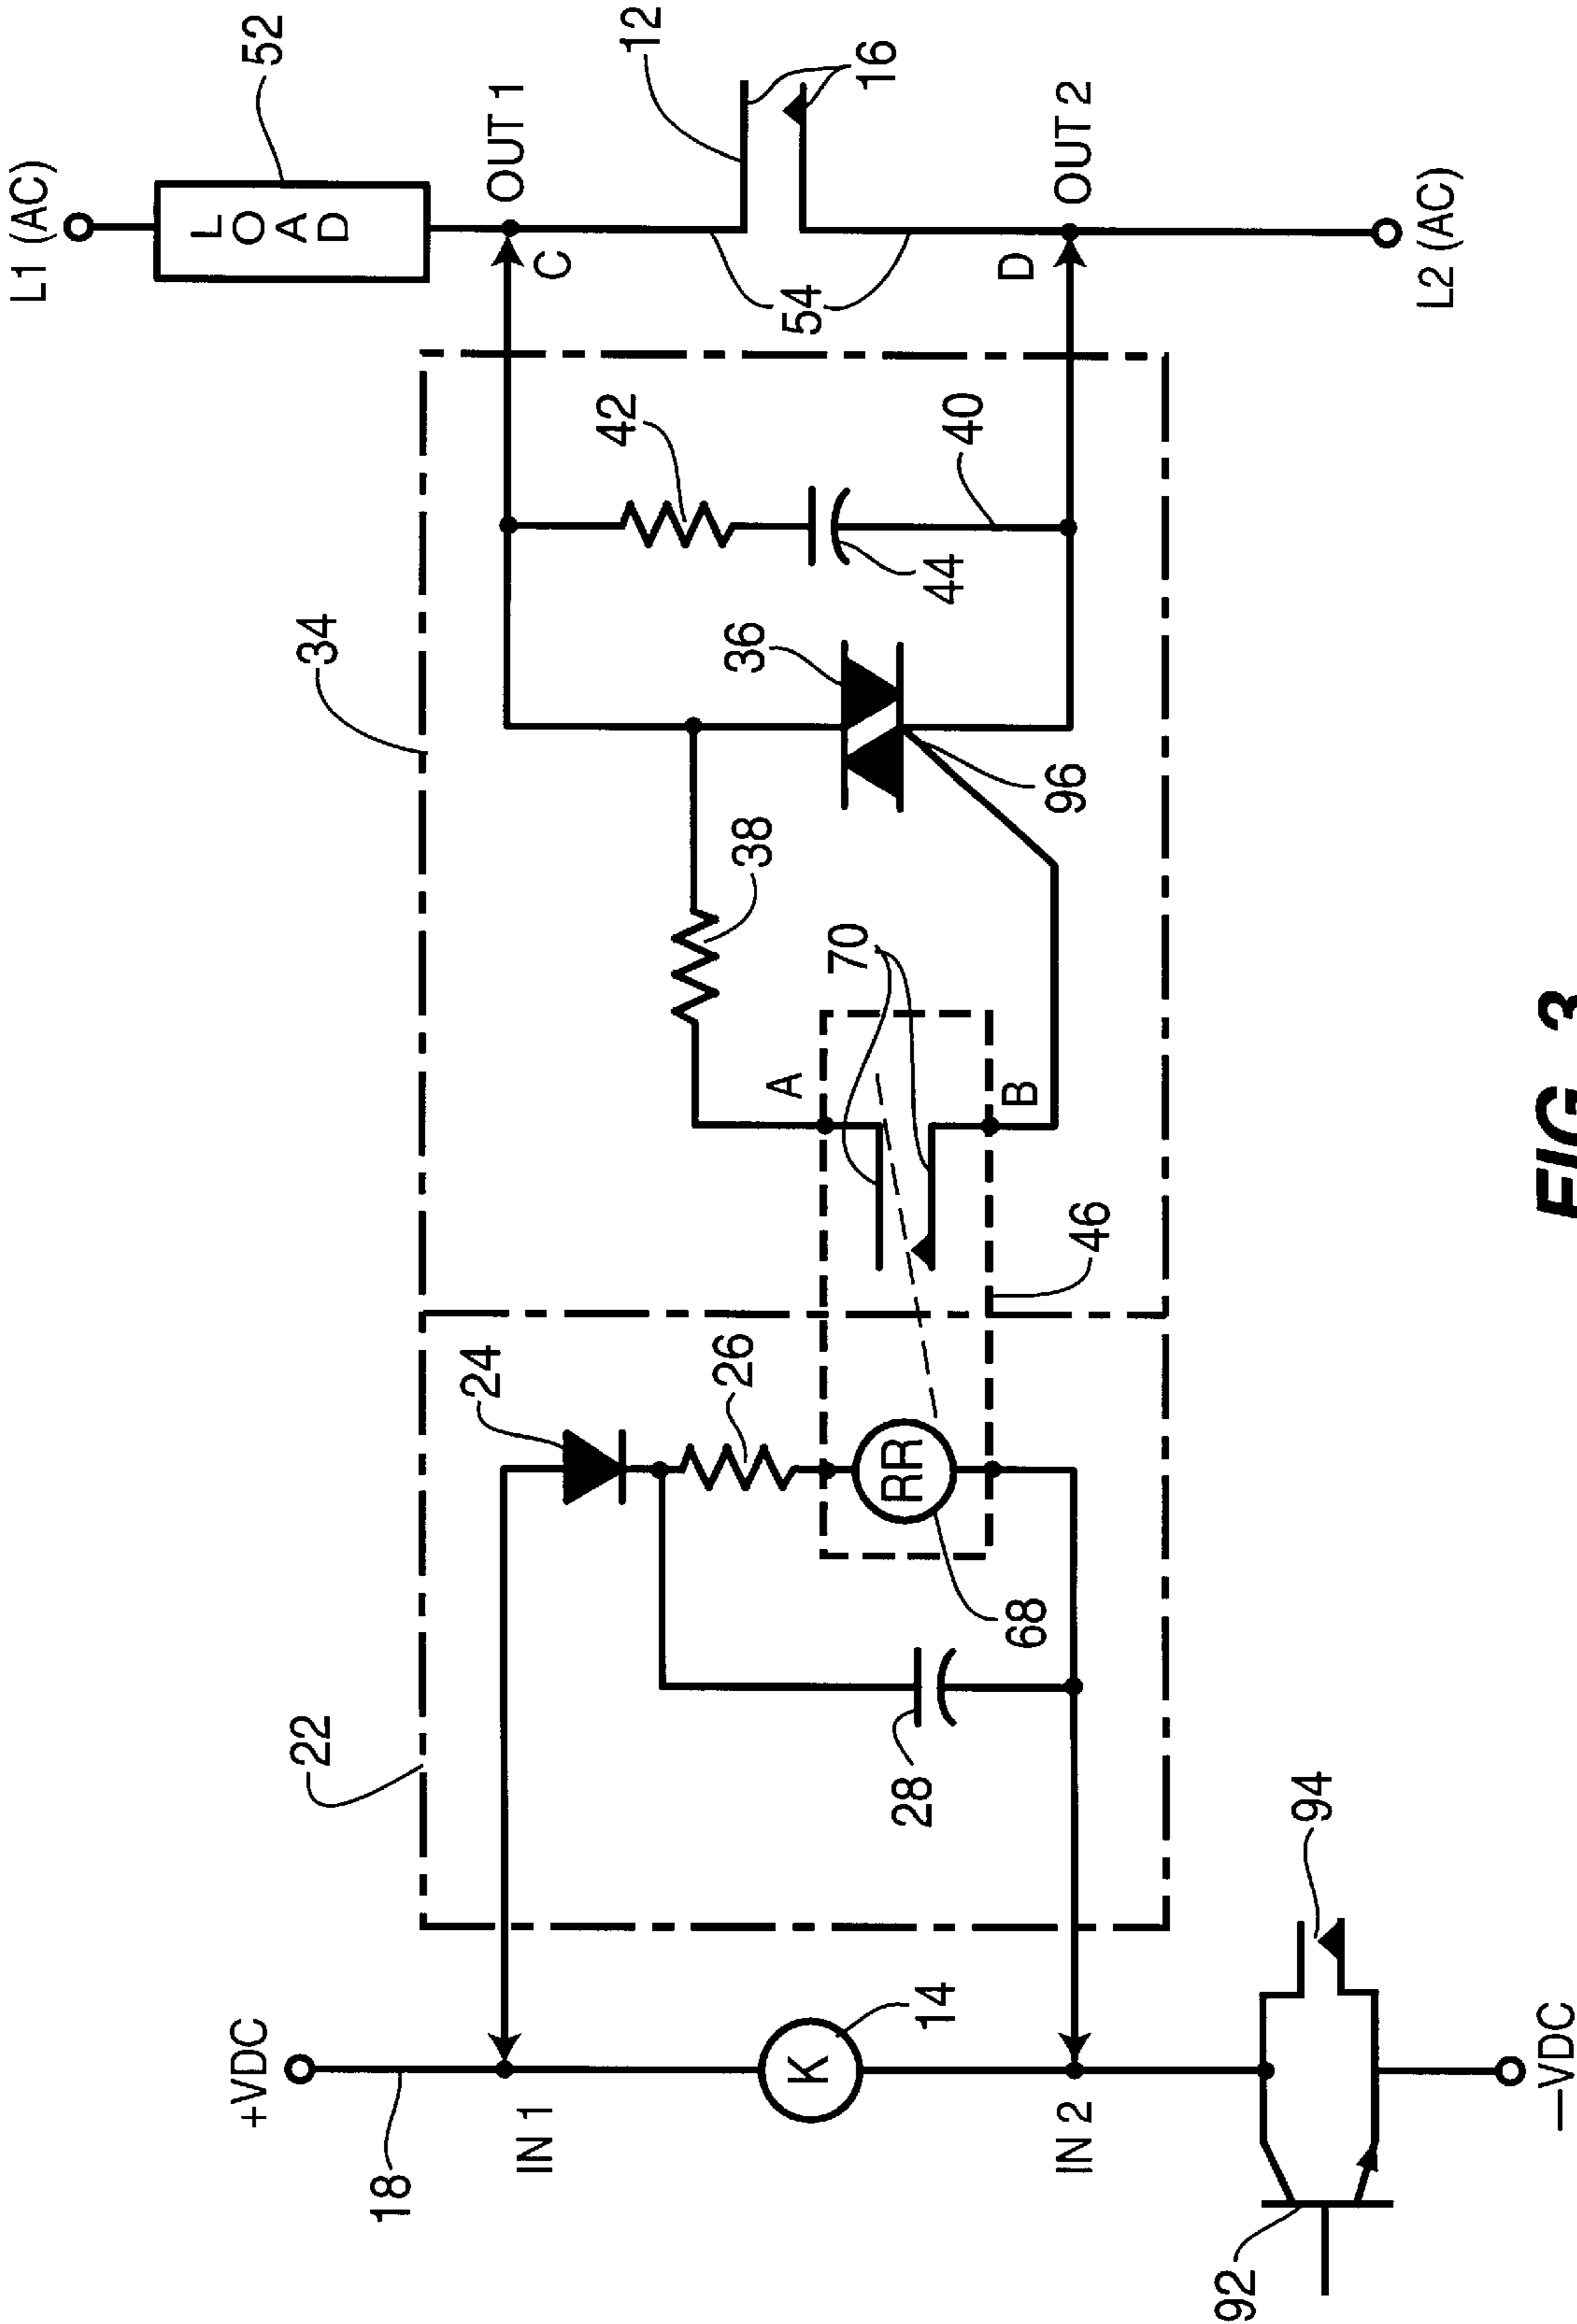 +VDC
18
IN 1
K
14
IN 2
92
94
−VDC
22
24
26
28
RR
68
46
34
A
B
70
38
36
96
42
44
40
C
D
L1 (AC)
LOAD
52
OUT 1
12
16
54
OUT 2
L2 (AC)
FIG. 3